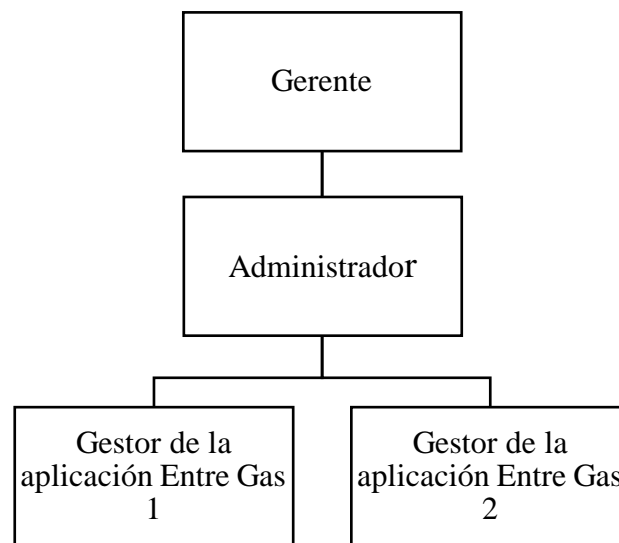 Gerente
Administrador
Gestor de la
aplicación Entre Gas
1
Gestor de la
aplicación Entre Gas
2